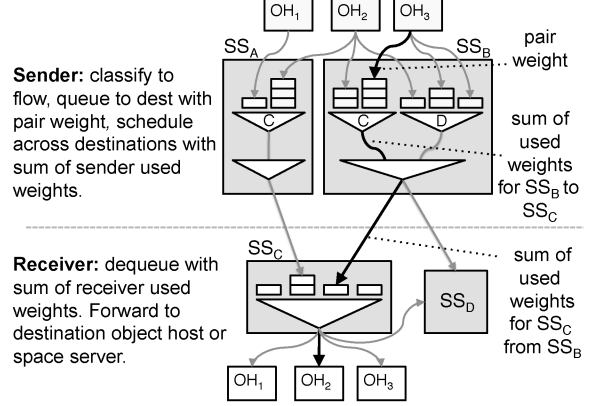 OH1
OH2
OH3
SSA
SSB
pair
weight
Sender: classify to
flow, queue to dest with
pair weight, schedule
across destinations with
sum of sender used
weights.
C
C
D
sum of
used
weights
for SSB to
SSC
Receiver: dequeue with
sum of receiver used
weights. Forward to
destination object host or
space server.
SSC
SSD
sum of
used
weights
for SSC
from SSB
OH1
OH2
OH3